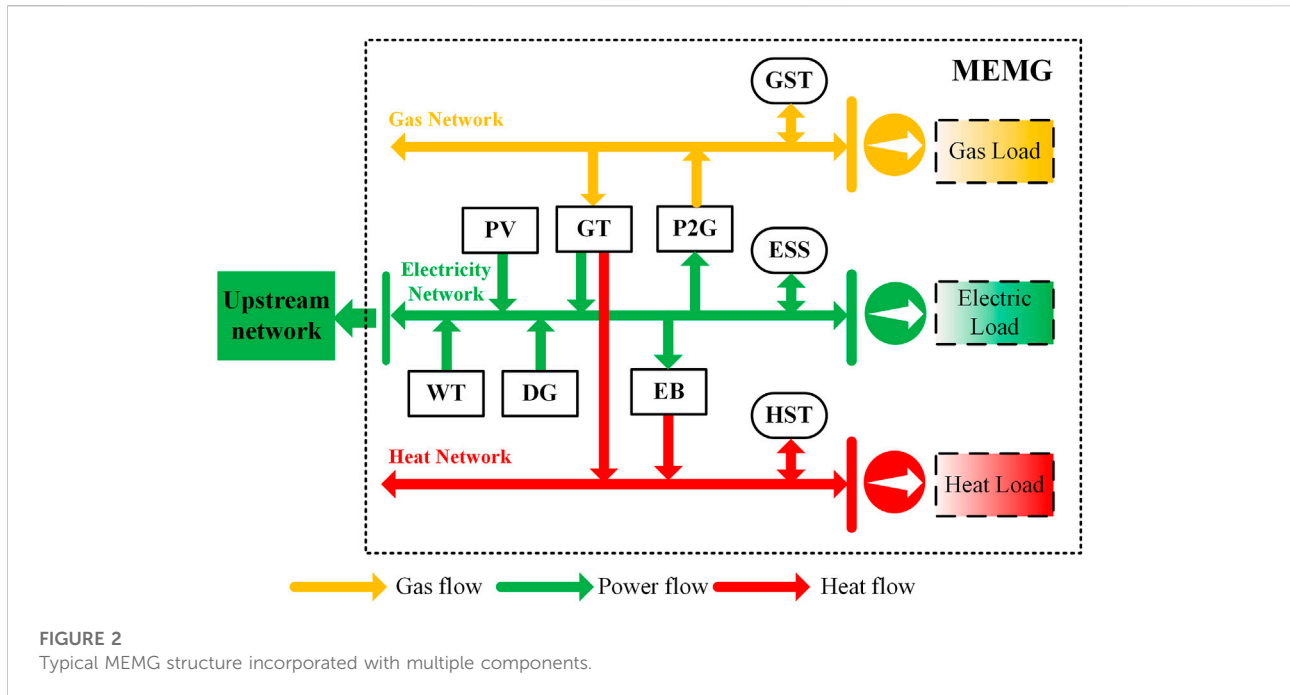 MEMG
GST
Gas Network
Gas Load
PV
GT
P2G
ESS
Electricity
Network
Upstream
network
Electric
Load
WT
DG
EB
HST
Heat Network
Heat Load
Gas flow
Power flow
Heat flow
FIGURE 2
Typical MEMG structure incorporated with multiple components.